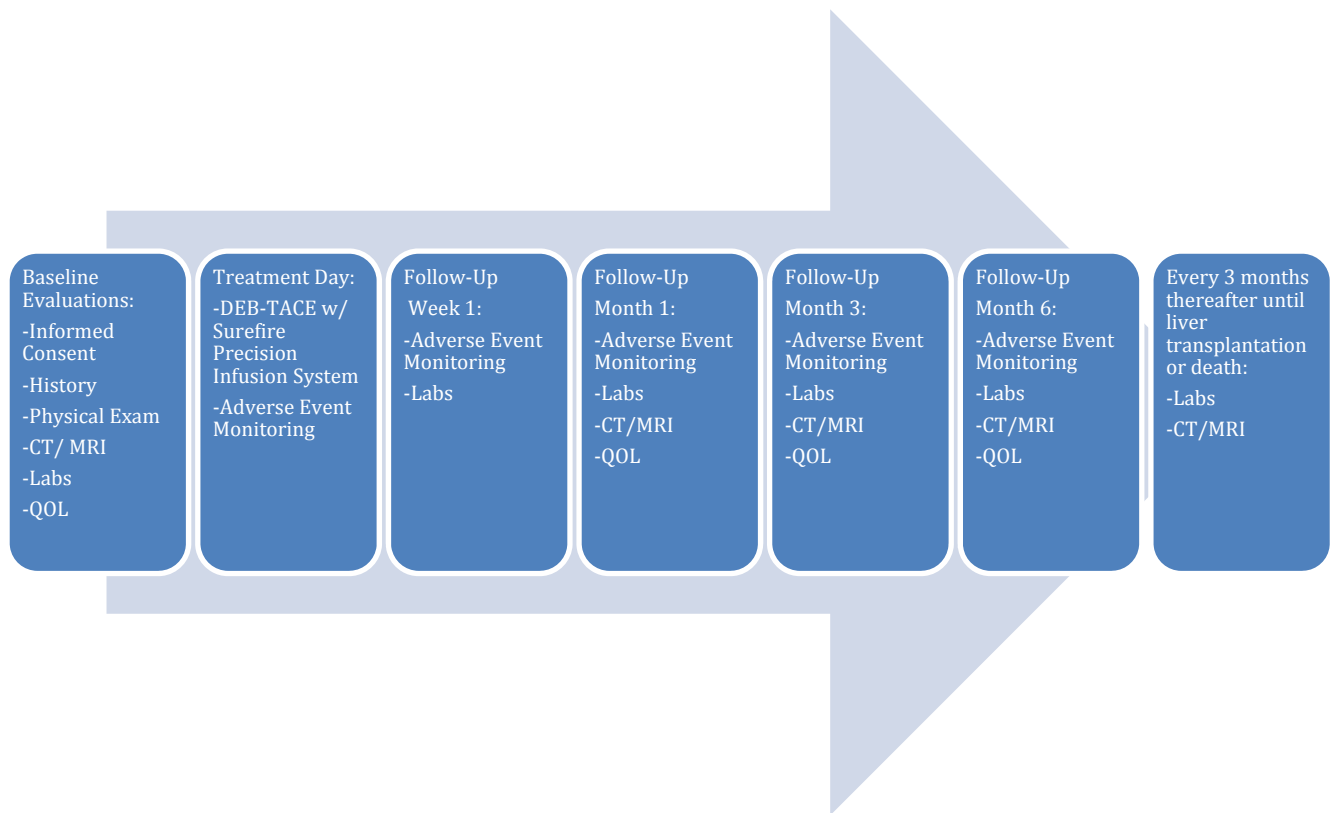 Baseline
Evaluations:
-Informed
Consent
-History
-Physical Exam
-CT/ MRI
-Labs
-QOL
Treatment Day:
-DEB-TACE w/
Surefire
Precision
Infusion System
-Adverse Event
Monitoring
Follow-Up
Week 1:
-Adverse Event
Monitoring
-Labs
Follow-Up
Month 1:
-Adverse Event
Monitoring
-Labs
-CT/MRI
-QOL
Follow-Up
Month 3:
-Adverse Event
Monitoring
-Labs
-CT/MRI
-QOL
Follow-Up
Month 6:
-Adverse Event
Monitoring
-Labs
-CT/MRI
-QOL
Every 3 months
thereafter until
liver
transplantation
or death:
-Labs
-CT/MRI